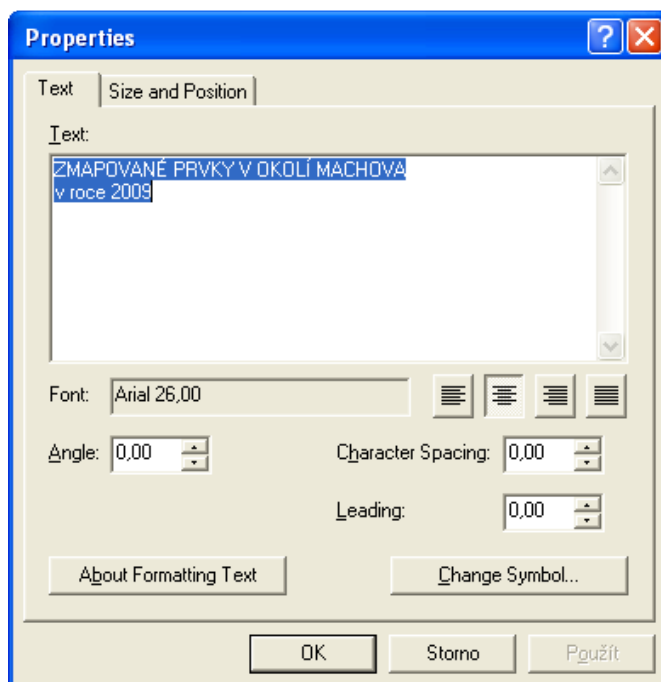 Properties
Text Size and Position
Text:
ZMAPOVANÉ PRVKY V OKOLÍ MACHOVA
v roce 2009
Font: Arial 26,00
Angle: 0,00 Character Spacing: 0,00
Leading: 0,00
About Formatting Text Change Symbol...
OK Storno Použít